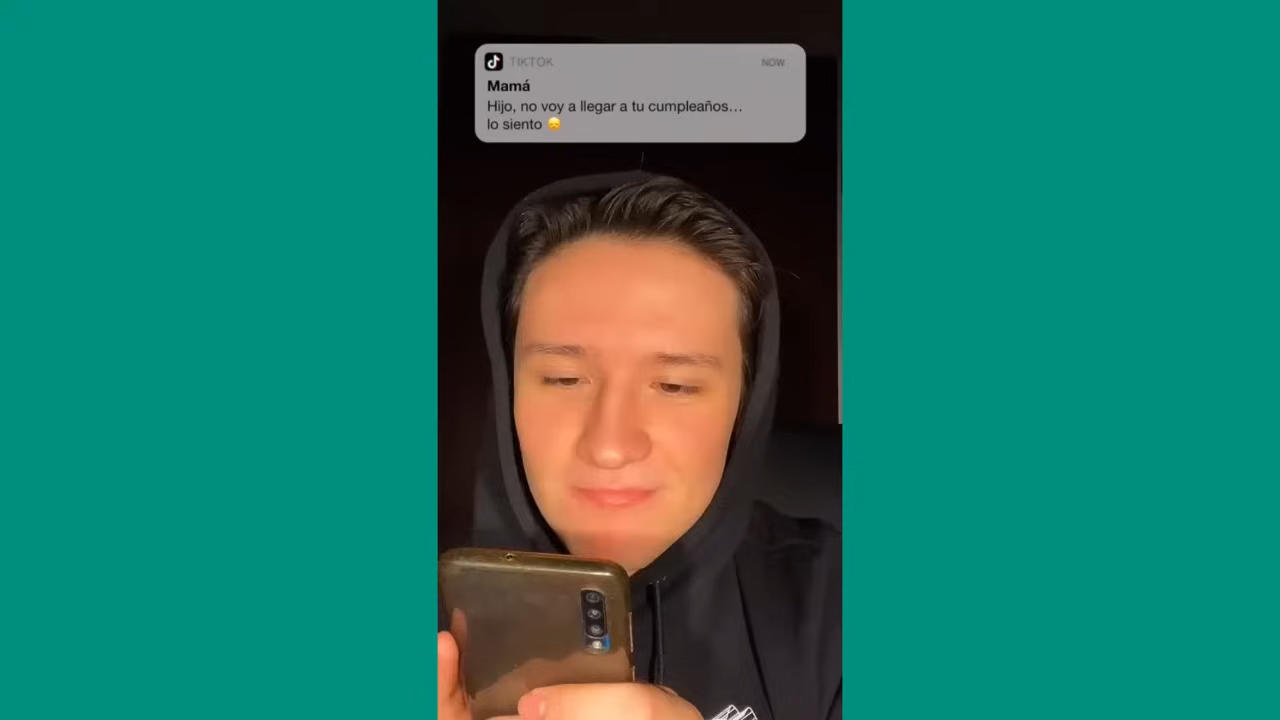 TIKTOK NOW
Mamá
Hijo, no voy a llegar a tu cumpleaños...
lo siento 😞